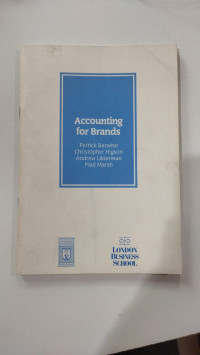 Accounting
for Brands
Patrick Barwise
Christopher Higson
Andrew Likierman
Paul Marsh
LONDON
BUSINESS
SCHOOL